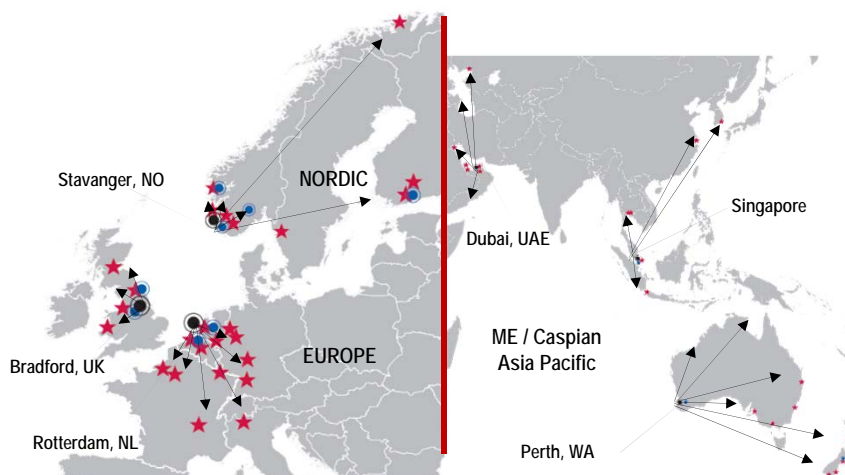 Stavanger, NO
NORDIC
Bradford, UK
EUROPE
Rotterdam, NL
Dubai, UAE
Singapore
ME / Caspian
Asia Pacific
Perth, WA